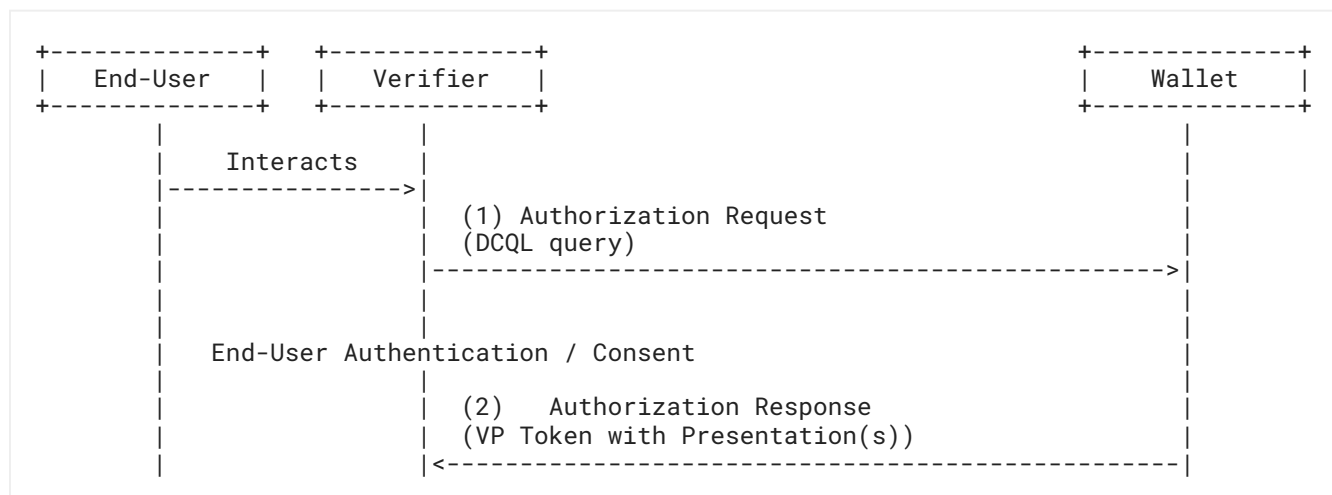 End-User Verifier Wallet
Interacts
(1) Authorization Request
(DCQL query)
End-User Authentication / Consent
(2) Authorization Response
(VP Token with Presentation(s))